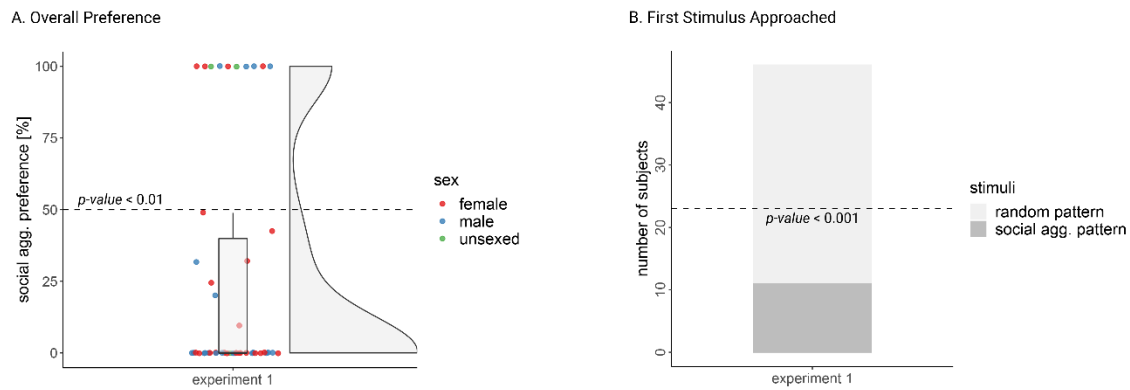 A. Overall Preference
social agg. preference [%]
100
75
50
25
0
p-value < 0.01
experiment 1
sex
female
male
unsexed
B. First Stimulus Approached
number of subjects
40
30
20
10
0
p-value < 0.001
experiment 1
stimuli
random pattern
social agg. pattern